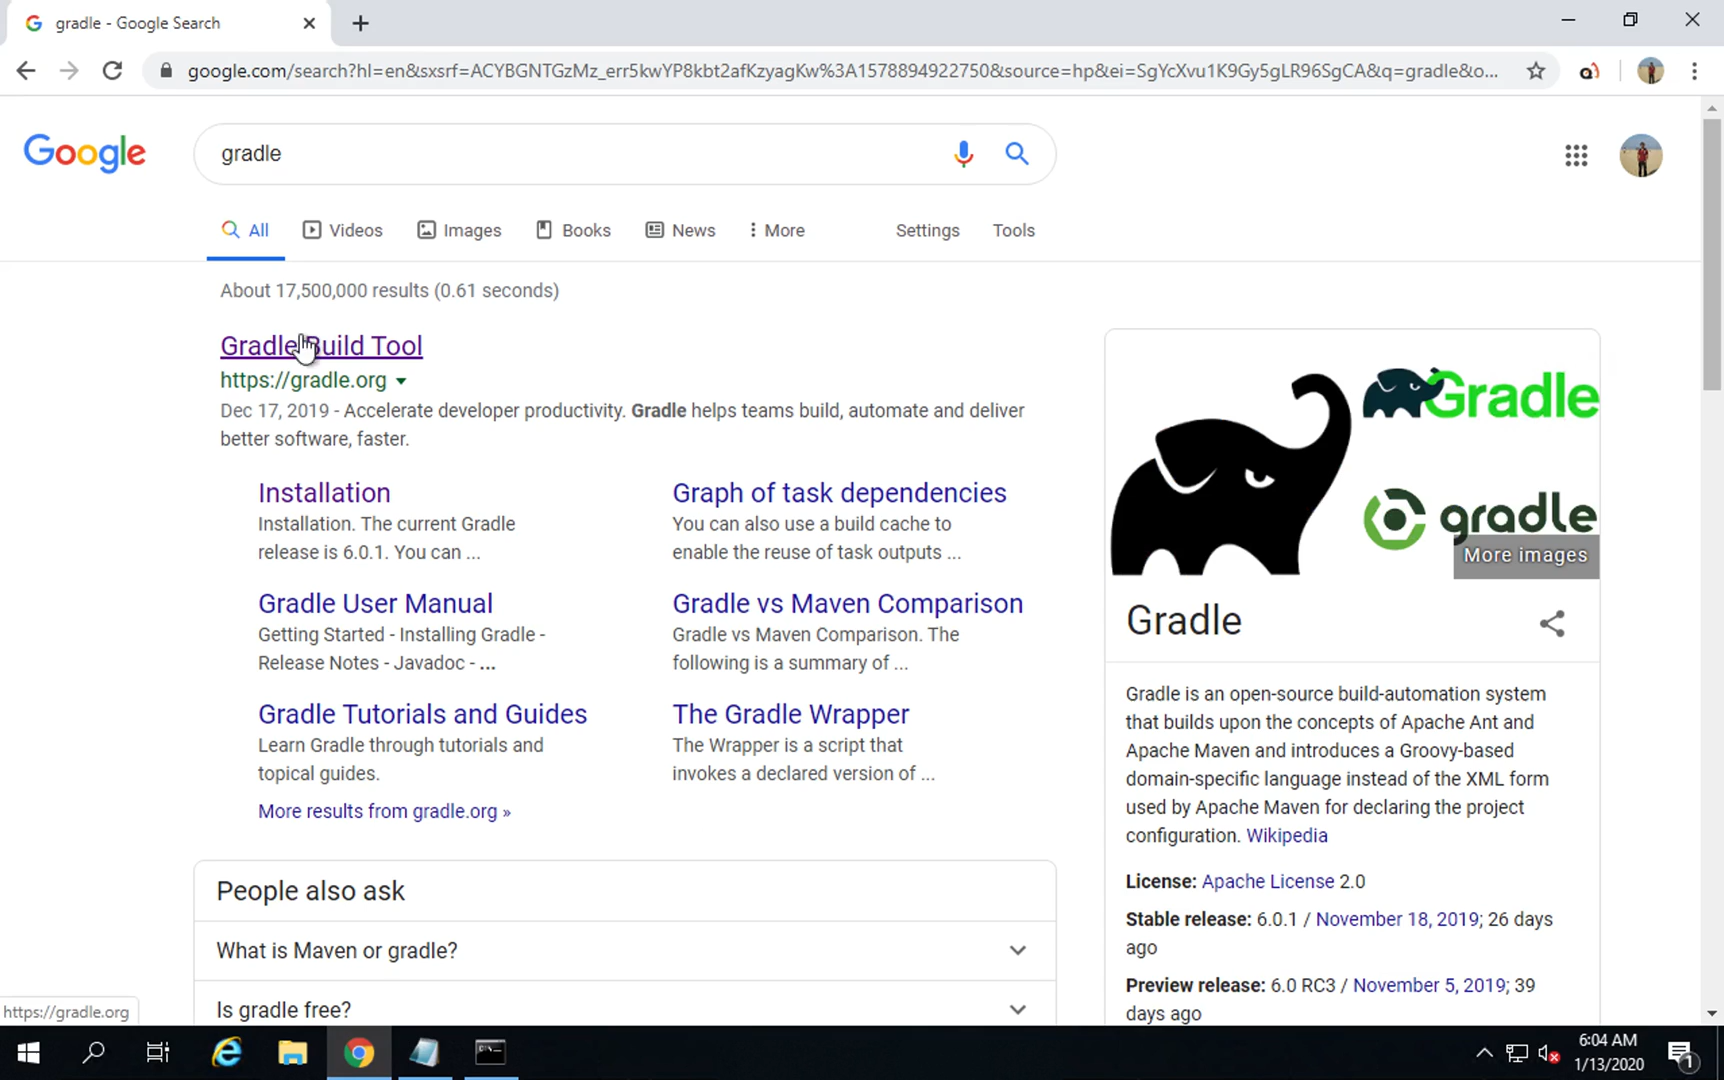 gradle - Google Search
google.com/search?hl=en&sxsrf=ACYBGNTGzMz_err5kwYP8kbt2afKzyagKw%3A1578894922750&source=hp&ei=SgYcXvu1K9Gy5gLR96SgCA&q=gradle&o...
Google
gradle
All Videos Images Books News More Settings Tools
About 17,500,000 results (0.61 seconds)
Gradle Build Tool
https://gradle.org
Dec 17, 2019 - Accelerate developer productivity. Gradle helps teams build, automate and deliver
better software, faster.
Installation
Installation. The current Gradle
release is 6.0.1. You can ...
Graph of task dependencies
You can also use a build cache to
enable the reuse of task outputs ...
Gradle User Manual
Getting Started - Installing Gradle -
Release Notes - Javadoc - ...
Gradle vs Maven Comparison
Gradle vs Maven Comparison. The
following is a summary of ...
Gradle Tutorials and Guides
Learn Gradle through tutorials and
topical guides.
The Gradle Wrapper
The Wrapper is a script that
invokes a declared version of ...
More results from gradle.org »
People also ask
What is Maven or gradle?
Is gradle free?
Gradle
gradle
More images
Gradle
Gradle is an open-source build-automation system
that builds upon the concepts of Apache Ant and
Apache Maven and introduces a Groovy-based
domain-specific language instead of the XML form
used by Apache Maven for declaring the project
configuration. Wikipedia
License: Apache License 2.0
Stable release: 6.0.1 / November 18, 2019; 26 days
ago
Preview release: 6.0 RC3 / November 5, 2019; 39
days ago
https://gradle.org
6:04 AM
1/13/2020
1